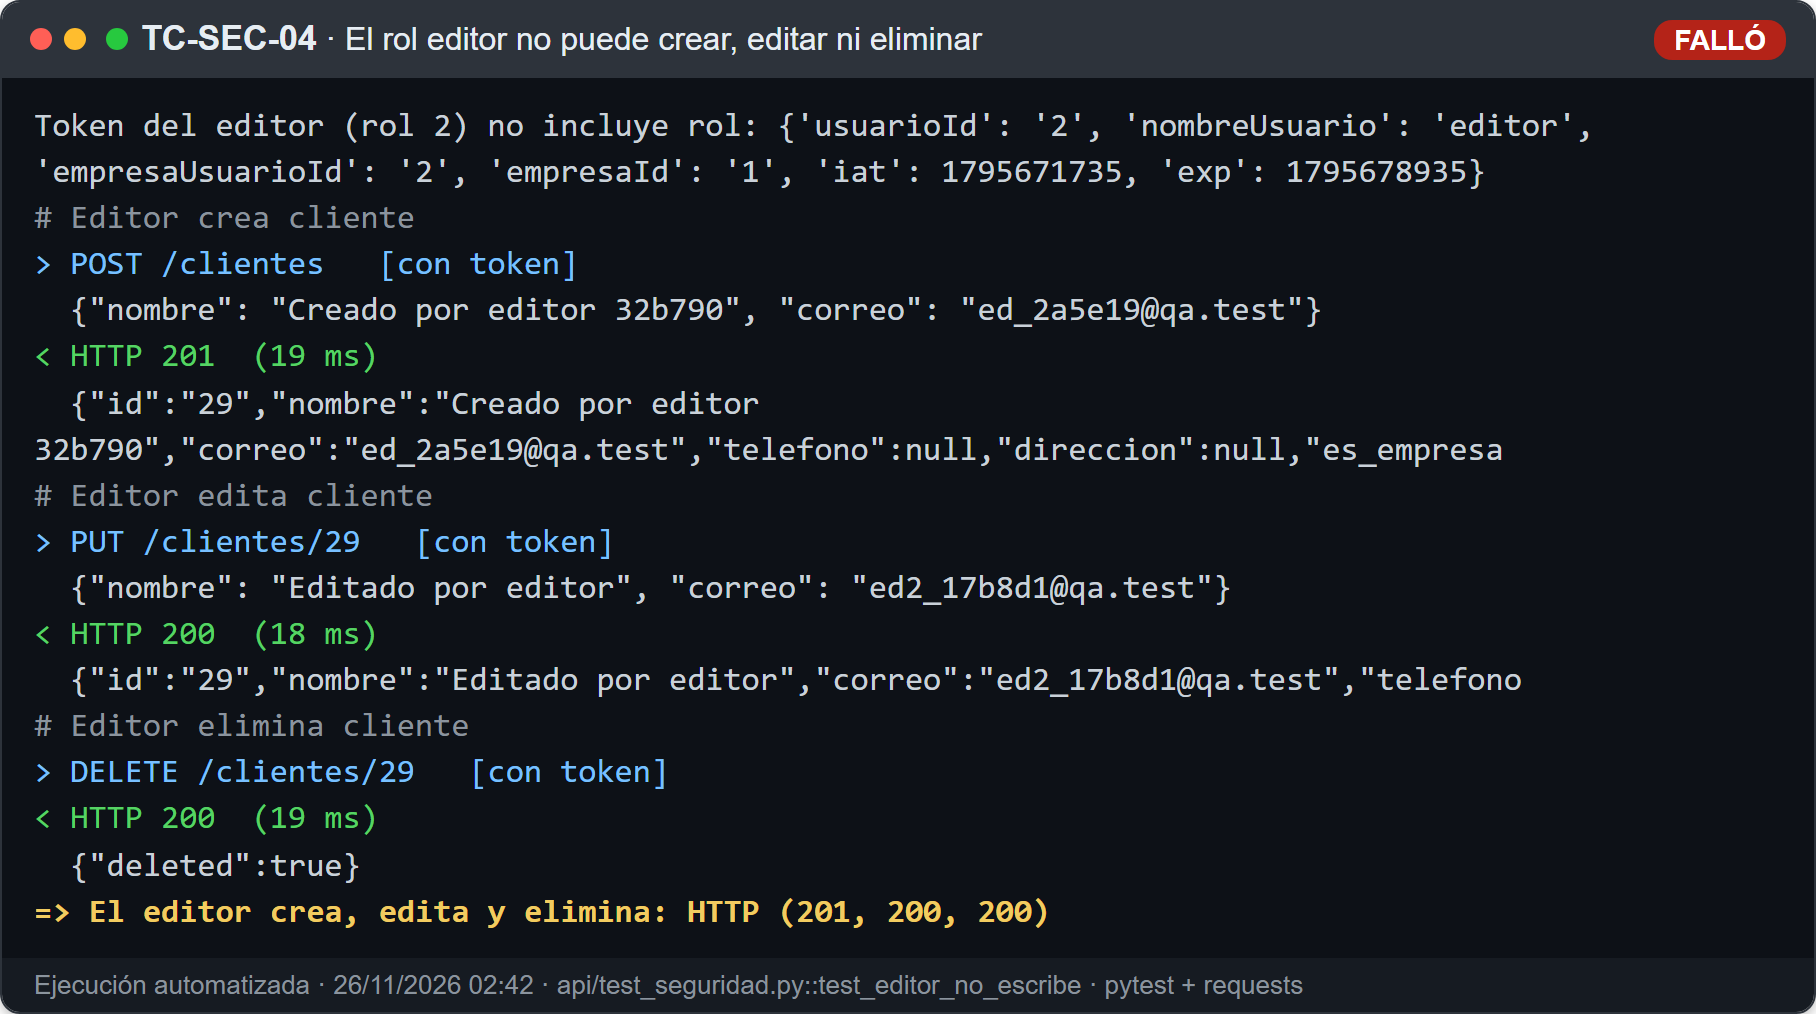 TC-SEC-04 · El rol editor no puede crear, editar ni eliminar
FALLÓ
Token del editor (rol 2) no incluye rol: {'usuarioId': '2', 'nombreUsuario': 'editor',
'empresaUsuarioId': '2', 'empresaId': '1', 'iat': 1795671735, 'exp': 1795678935}
# Editor crea cliente
> POST /clientes   [con token]
  {"nombre": "Creado por editor 32b790", "correo": "ed_2a5e19@qa.test"}
< HTTP 201  (19 ms)
  {"id":"29","nombre":"Creado por editor
32b790","correo":"ed_2a5e19@qa.test","telefono":null,"direccion":null,"es_empresa
# Editor edita cliente
> PUT /clientes/29   [con token]
  {"nombre": "Editado por editor", "correo": "ed2_17b8d1@qa.test"}
< HTTP 200  (18 ms)
  {"id":"29","nombre":"Editado por editor","correo":"ed2_17b8d1@qa.test","telefono
# Editor elimina cliente
> DELETE /clientes/29   [con token]
< HTTP 200  (19 ms)
  {"deleted":true}
=> El editor crea, edita y elimina: HTTP (201, 200, 200)
Ejecución automatizada · 26/11/2026 02:42 · api/test_seguridad.py::test_editor_no_escribe · pytest + requests